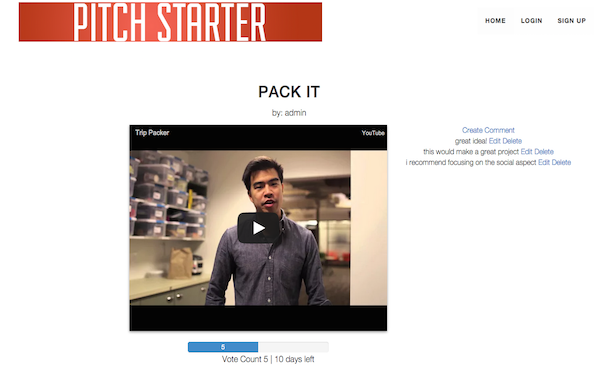 PITCH STARTER
HOME LOGIN SIGN UP
PACK IT
by: admin
Trip Packer YouTube
Create Comment
great idea! Edit Delete
this would make a great project Edit Delete
i recommend focusing on the social aspect Edit Delete
5
Vote Count 5 | 10 days left